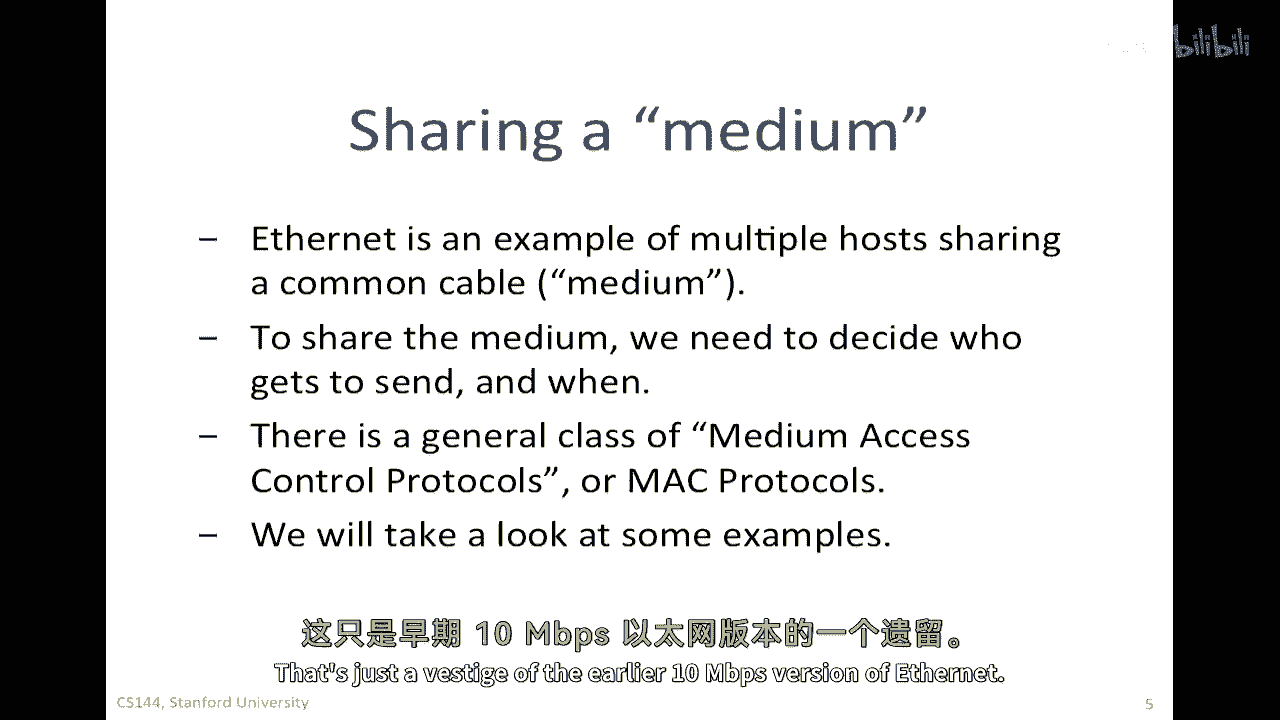 bilibili
Sharing a “medium”
– Ethernet is an example of multiple hosts sharing
a common cable (“medium”).
– To share the medium, we need to decide who
gets to send, and when.
– There is a general class of “Medium Access
Control Protocols”, or MAC Protocols.
– We will take a look at some examples.
这只是早期 10 Mbps 以太网版本的一个遗留。
That's just a vestige of the earlier 10 Mbps version of Ethernet.
CS144, Stanford University
5